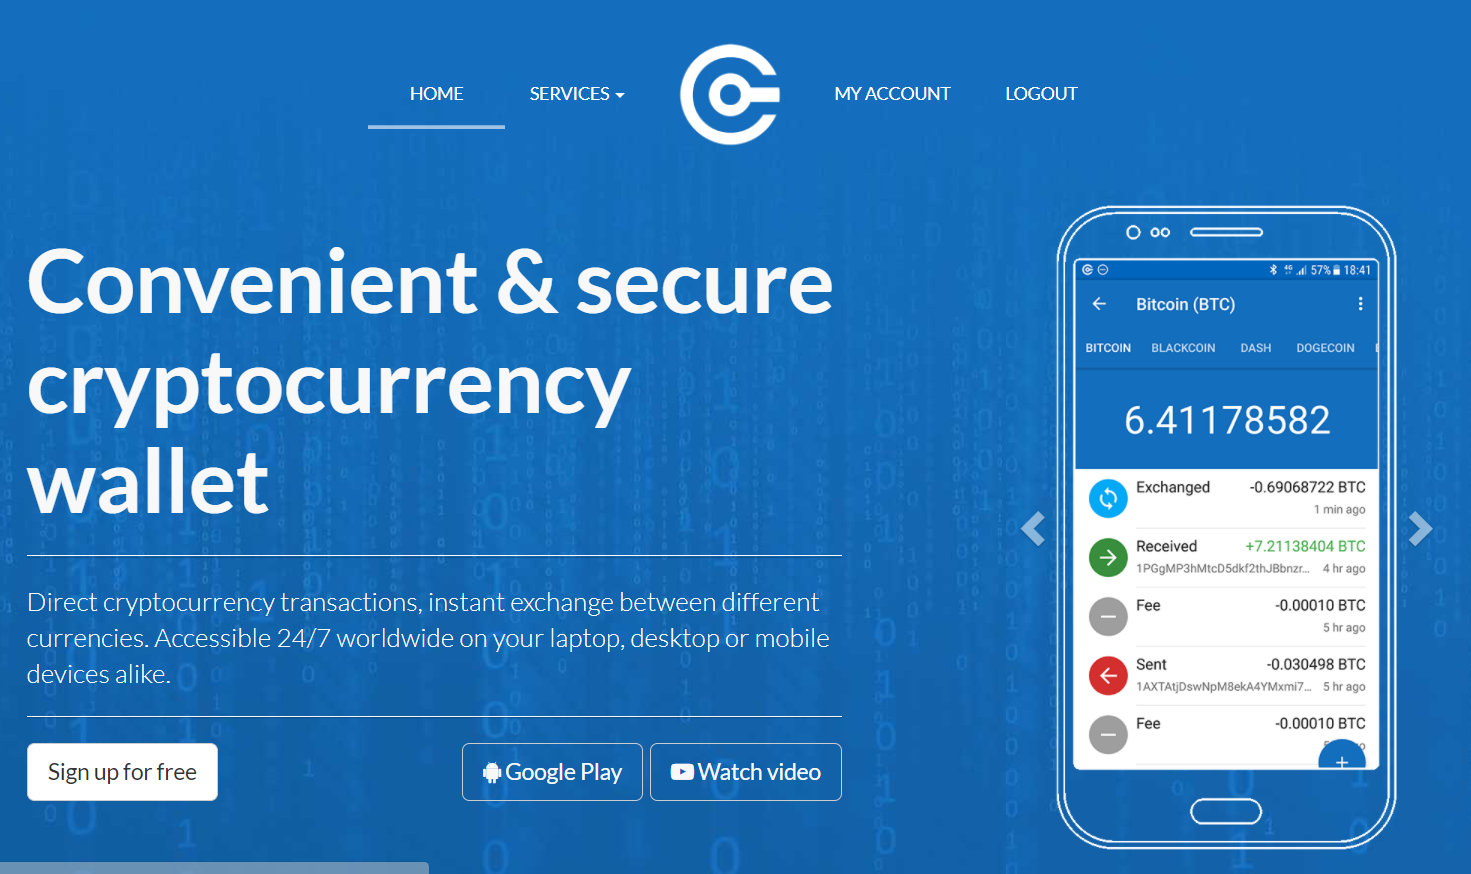 HOME
SERVICES
MY ACCOUNT
LOGOUT
Convenient & secure
cryptocurrency
wallet
Direct cryptocurrency transactions, instant exchange between different
currencies. Accessible 24/7 worldwide on your laptop, desktop or mobile
devices alike.
Sign up for free
Google Play
Watch video
4G 57% 18:41
Bitcoin (BTC)
BITCOIN BLACKCOIN DASH DOGECOIN
6.41178582
Exchanged -0.69068722 BTC
1 min ago
Received +7.21138404 BTC
1PGgMP3hMtcD5dkf2thJBbnzr... 4 hr ago
Fee -0.00010 BTC
5 hr ago
Sent -0.030498 BTC
1AXTAtjDswNpM8ekA4YMxmi7... 5 hr ago
Fee -0.00010 BTC